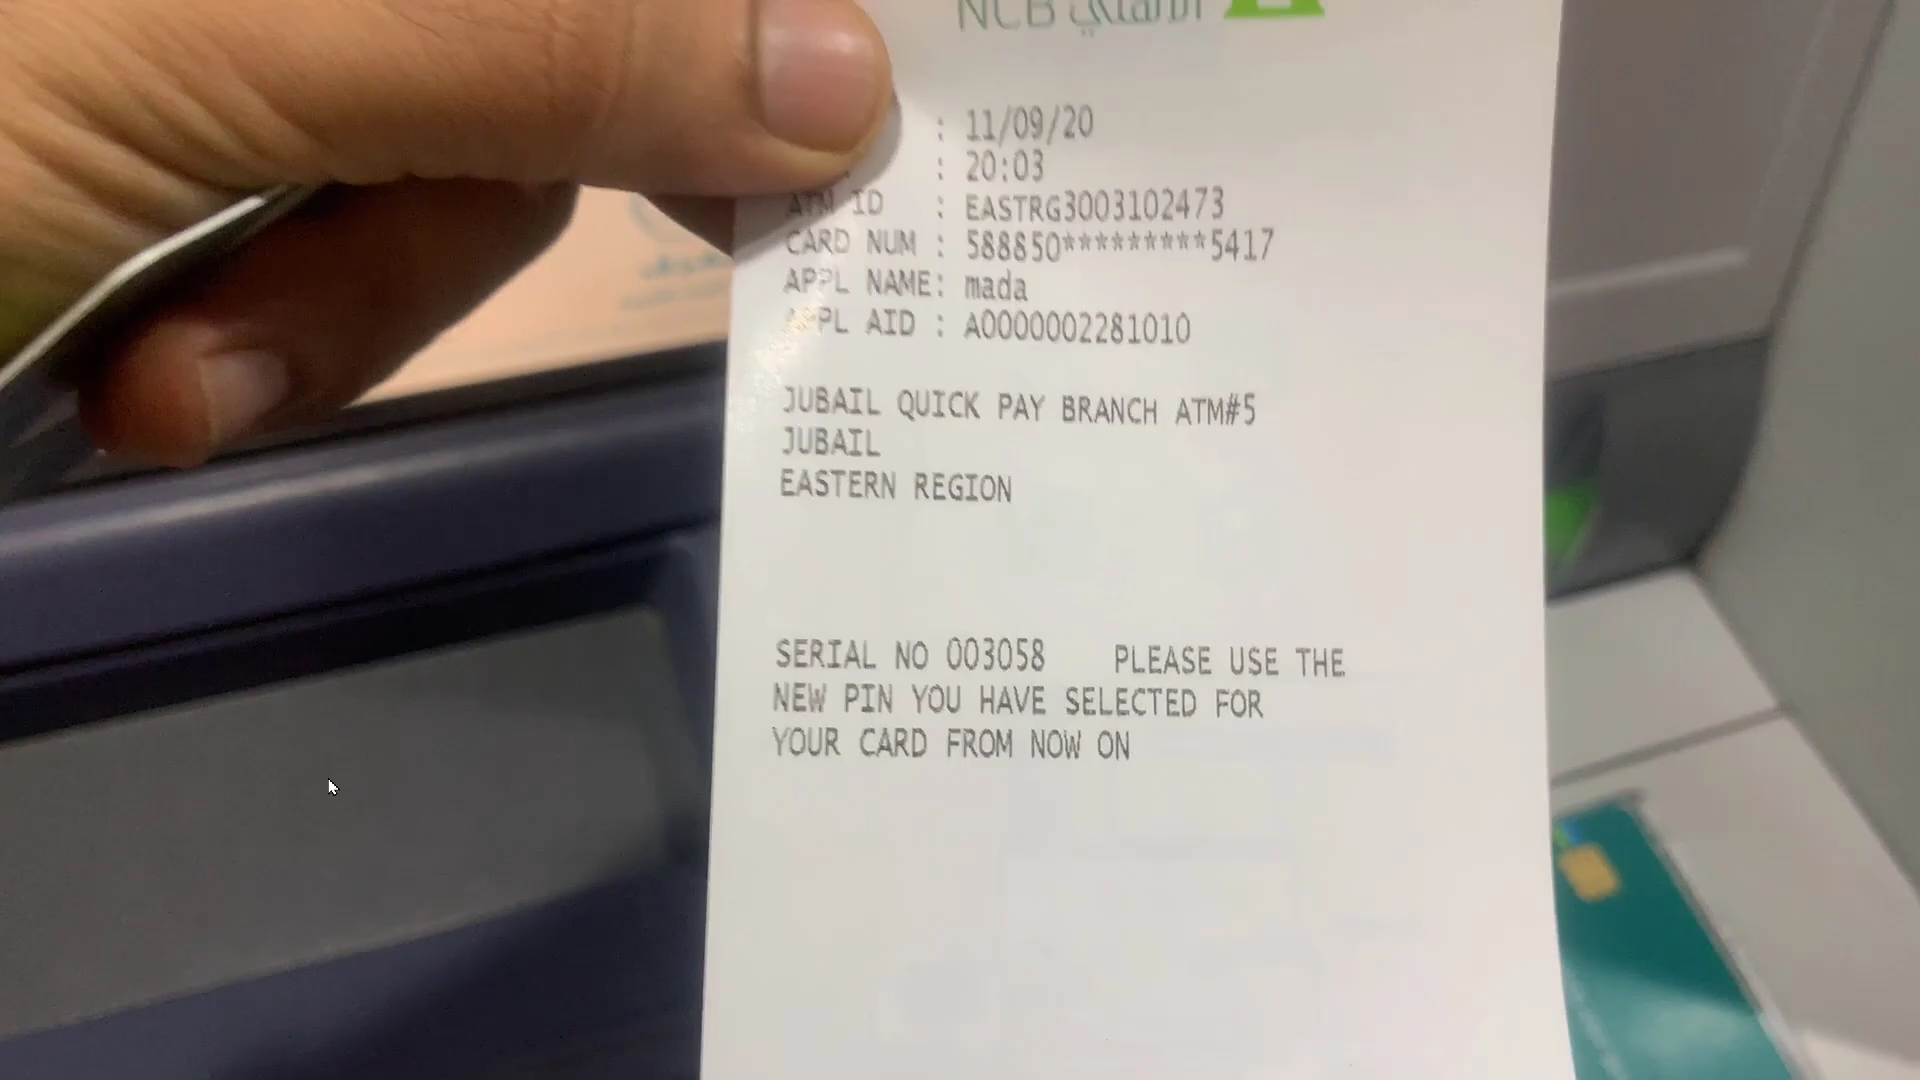 NCB الأهلي
: 11/09/20
: 20:03
ATM ID : EASTRG3003102473
CARD NUM : 588850*********5417
APPL NAME: mada
APPL AID : A0000002281010
JUBAIL QUICK PAY BRANCH ATM#5
JUBAIL
EASTERN REGION
SERIAL NO 003058 PLEASE USE THE
NEW PIN YOU HAVE SELECTED FOR
YOUR CARD FROM NOW ON